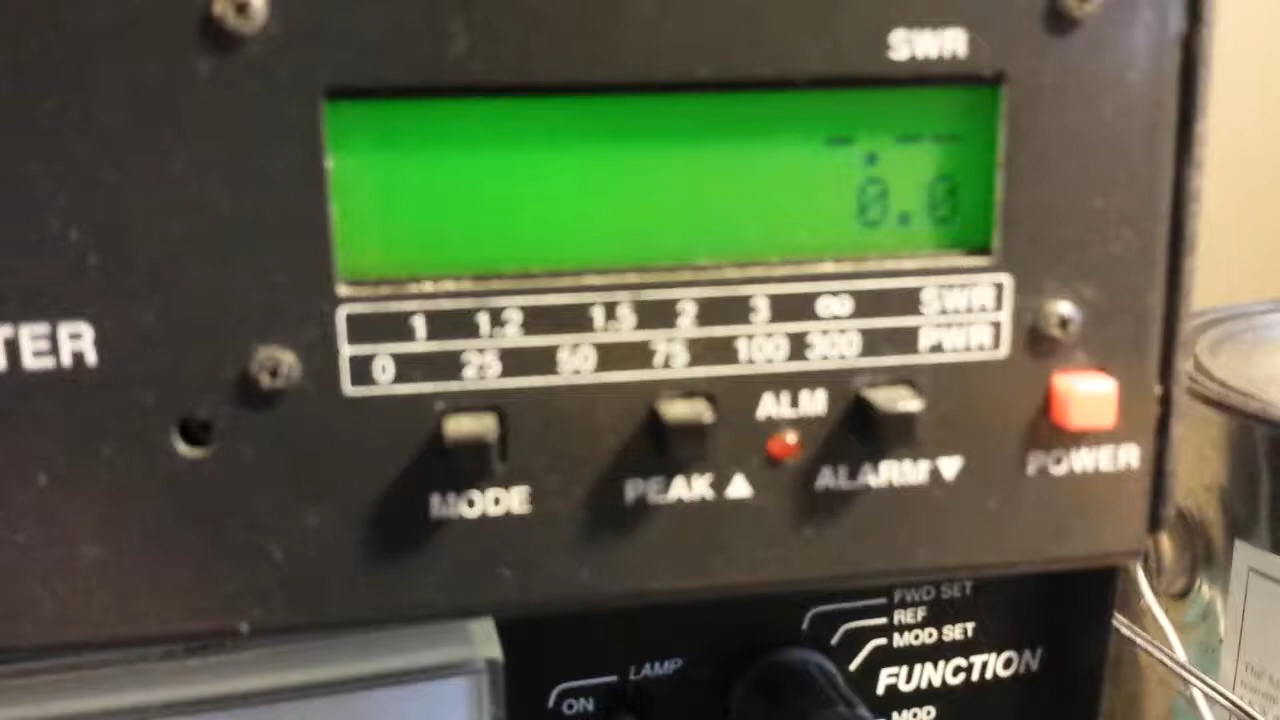 SWR
-.--
0.0
1 1.2 1.5 2 3 ∞ SWR
0 25 50 75 100 300 PWR
TER
ALM
MODE
PEAK ▲
ALARM ▼
POWER
FWD SET
REF
MOD SET
FUNCTION
LAMP
ON
MOD